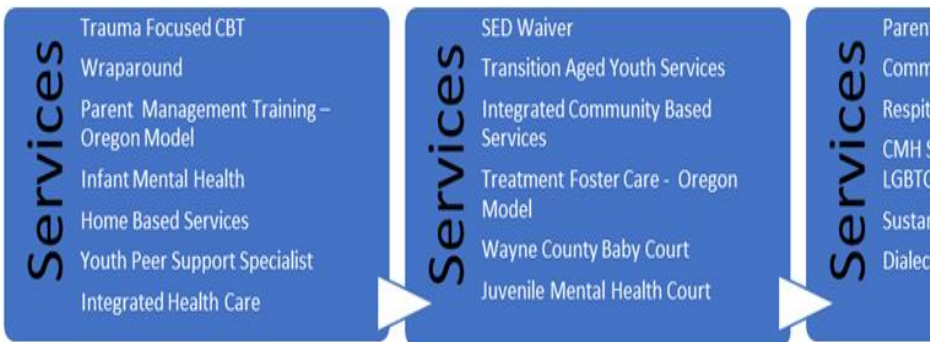 Services
Trauma Focused CBT
Wraparound
Parent Management Training –
Oregon Model
Infant Mental Health
Home Based Services
Youth Peer Support Specialist
Integrated Health Care
Services
SED Waiver
Transition Aged Youth Services
Integrated Community Based
Services
Treatment Foster Care - Oregon
Model
Wayne County Baby Court
Juvenile Mental Health Court
Services
Parent
CMH